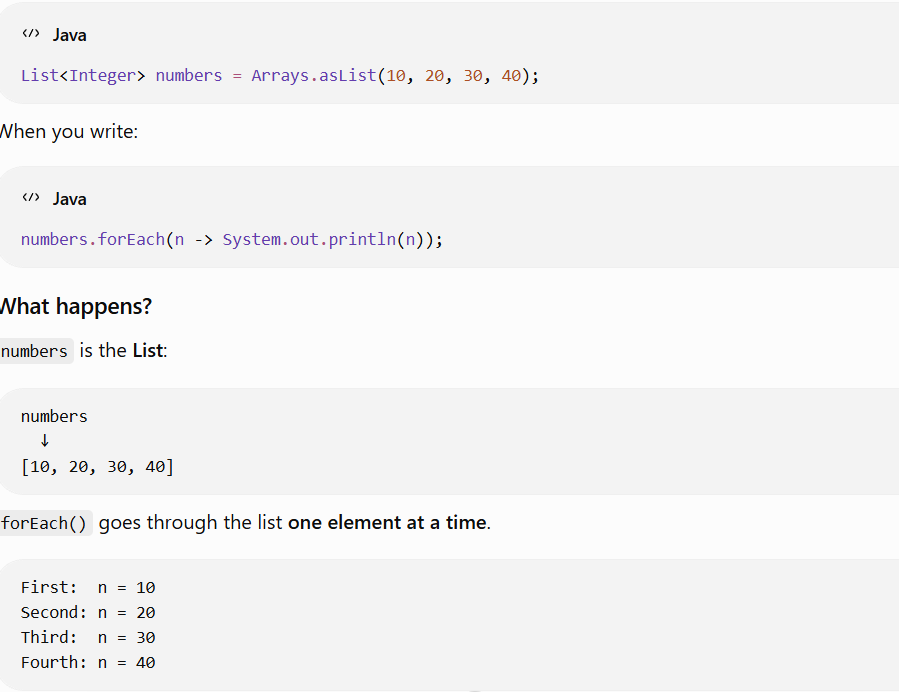 </> Java
List<Integer> numbers = Arrays.asList(10, 20, 30, 40);
When you write:
</> Java
numbers.forEach(n -> System.out.println(n));
What happens?
numbers is the List:
numbers
↓
[10, 20, 30, 40]
forEach() goes through the list one element at a time.
First:  n = 10
Second: n = 20
Third:  n = 30
Fourth: n = 40